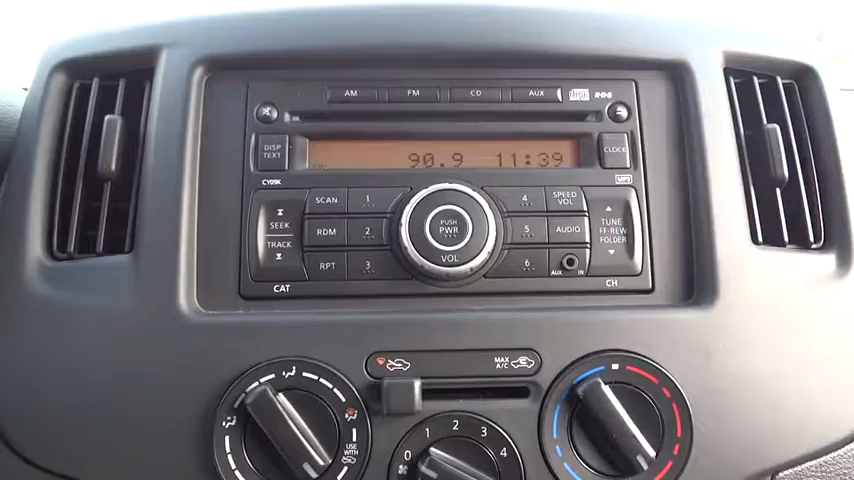 AM FM CD AUX RDS
DISP TEXT
90.9 11:39
CLOCK
CY09K
MP3
SCAN 1
4 SPEED VOL
SEEK
TRACK
RDM 2
PUSH PWR
VOL
5 AUDIO
TUNE
FF·REW
FOLDER
RPT 3
6
AUX IN
CAT
CH
MAX A/C
USE WITH
0 1 2 3 4